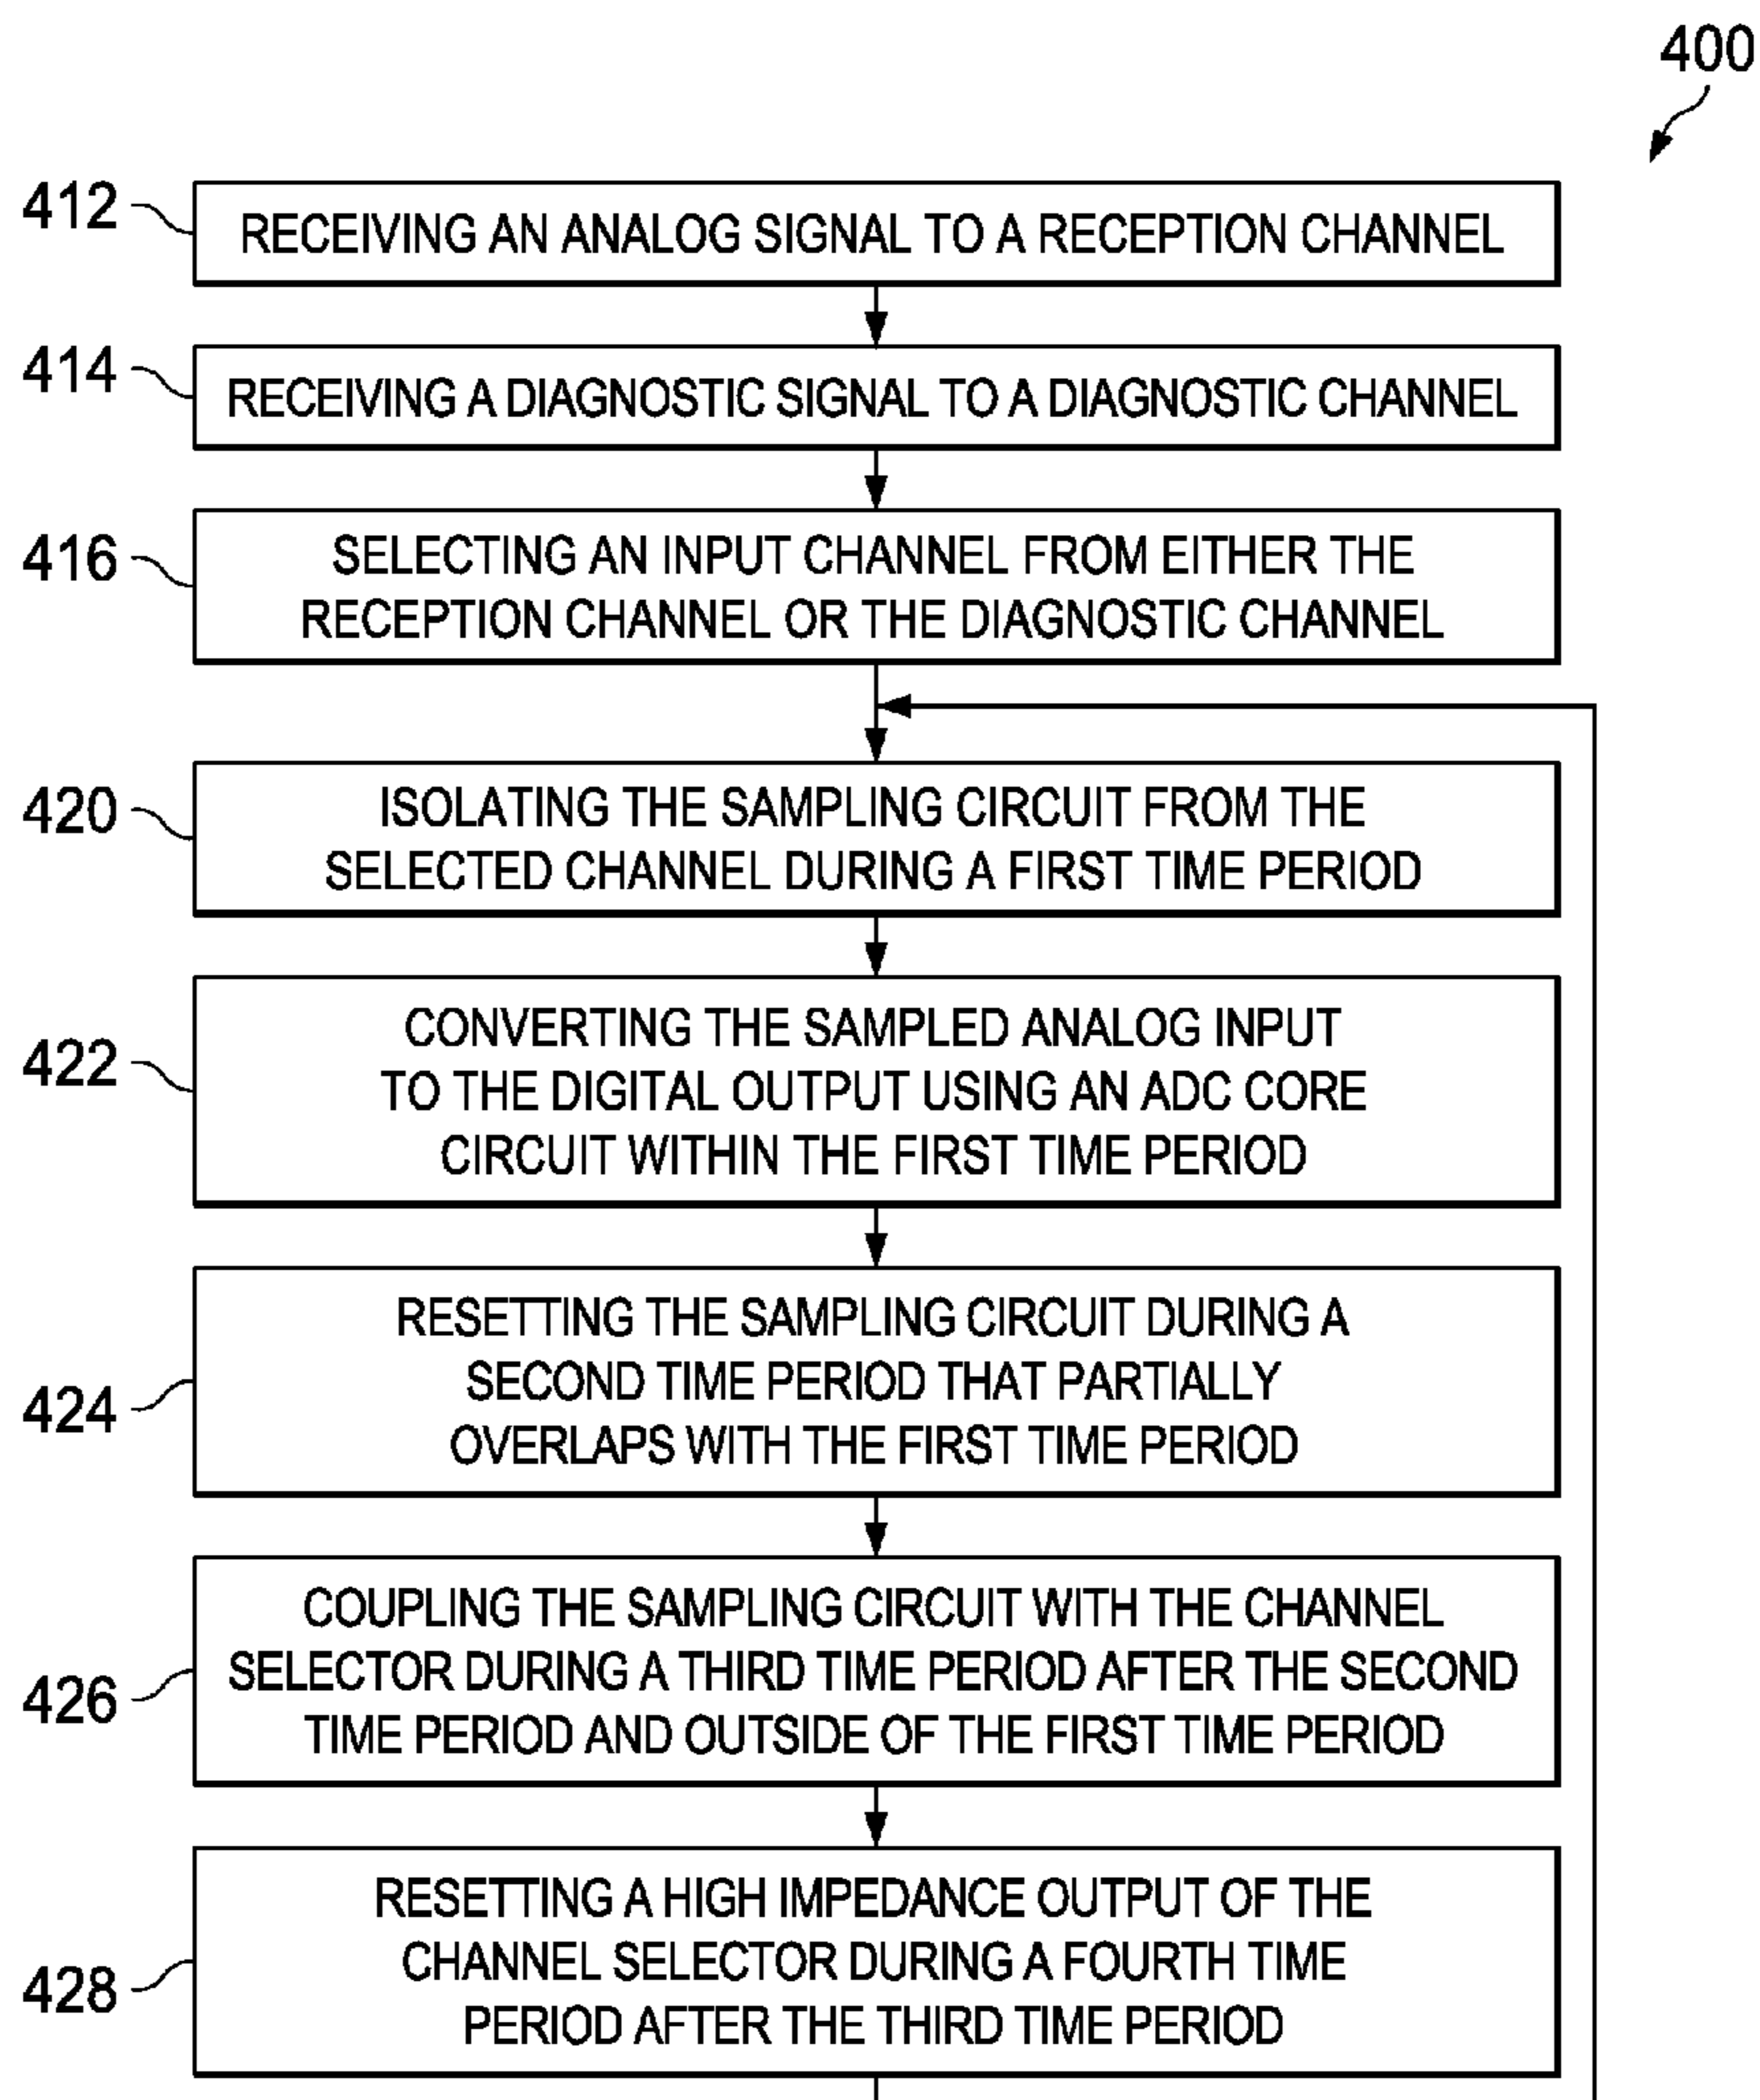 400
412
RECEIVING AN ANALOG SIGNAL TO A RECEPTION CHANNEL
414
RECEIVING A DIAGNOSTIC SIGNAL TO A DIAGNOSTIC CHANNEL
416
SELECTING AN INPUT CHANNEL FROM EITHER THE
RECEPTION CHANNEL OR THE DIAGNOSTIC CHANNEL
420
ISOLATING THE SAMPLING CIRCUIT FROM THE
SELECTED CHANNEL DURING A FIRST TIME PERIOD
422
CONVERTING THE SAMPLED ANALOG INPUT
TO THE DIGITAL OUTPUT USING AN ADC CORE
CIRCUIT WITHIN THE FIRST TIME PERIOD
424
RESETTING THE SAMPLING CIRCUIT DURING A
SECOND TIME PERIOD THAT PARTIALLY
OVERLAPS WITH THE FIRST TIME PERIOD
426
COUPLING THE SAMPLING CIRCUIT WITH THE CHANNEL
SELECTOR DURING A THIRD TIME PERIOD AFTER THE SECOND
TIME PERIOD AND OUTSIDE OF THE FIRST TIME PERIOD
428
RESETTING A HIGH IMPEDANCE OUTPUT OF THE
CHANNEL SELECTOR DURING A FOURTH TIME
PERIOD AFTER THE THIRD TIME PERIOD